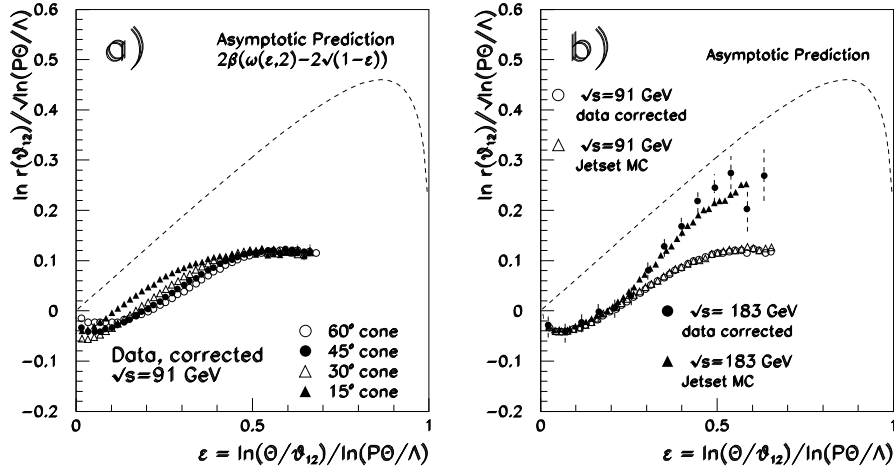 a)
Asymptotic Prediction
2β(ω(ε,2)−2√(1−ε))
ln r(ϑ₁₂)/√ln(PΘ/Λ)
0.6
0.5
0.4
0.3
0.2
0.1
0
−0.1
−0.2
60° cone
45° cone
30° cone
15° cone
Data, corrected
√s=91 GeV
0
0.5
1
ε = ln(Θ/ϑ₁₂)/ln(PΘ/Λ)
b)
Asymptotic Prediction
√s=91 GeV
data corrected
√s=91 GeV
Jetset MC
ln r(ϑ₁₂)/√ln(PΘ/Λ)
0.6
0.5
0.4
0.3
0.2
0.1
0
−0.1
−0.2
√s= 183 GeV
data corrected
√s=183 GeV
Jetset MC
0
0.5
1
ε = ln(Θ/ϑ₁₂)/ln(PΘ/Λ)